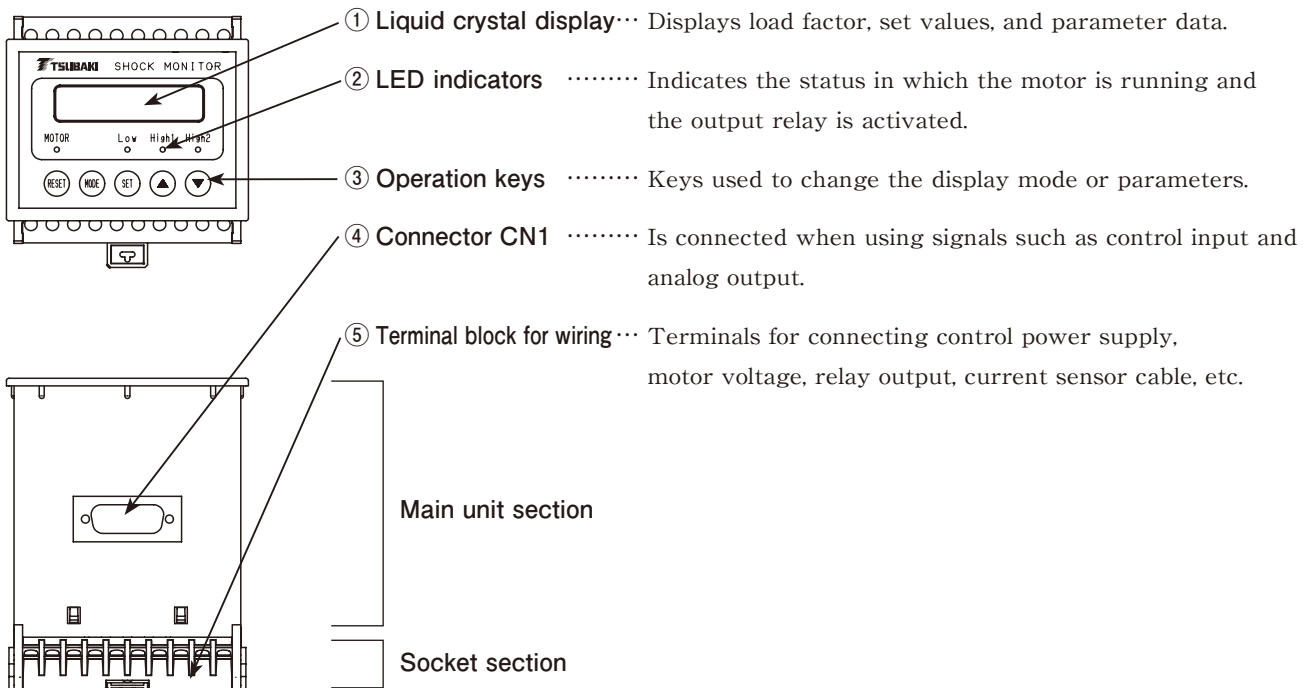 ① Liquid crystal display… Displays load factor, set values, and parameter data.
TSUBAKI SHOCK MONITOR
② LED indicators ……… Indicates the status in which the motor is running and
the output relay is activated.
MOTOR Low High1 High2
RESET MODE SET ▲ ▼
③ Operation keys ……… Keys used to change the display mode or parameters.
④ Connector CN1 ……… Is connected when using signals such as control input and
analog output.
⑤ Terminal block for wiring… Terminals for connecting control power supply,
motor voltage, relay output, current sensor cable, etc.
Main unit section
Socket section